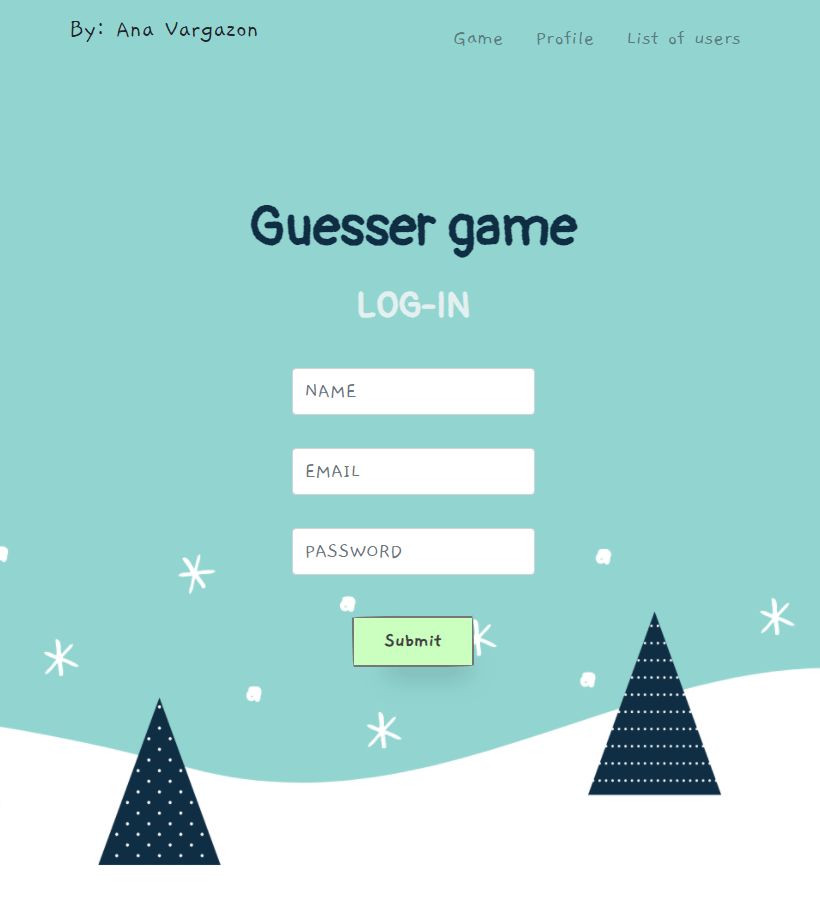 By: Ana Vargazon
Game Profile List of users
Guesser game
LOG-IN
NAME
EMAIL
PASSWORD
Submit